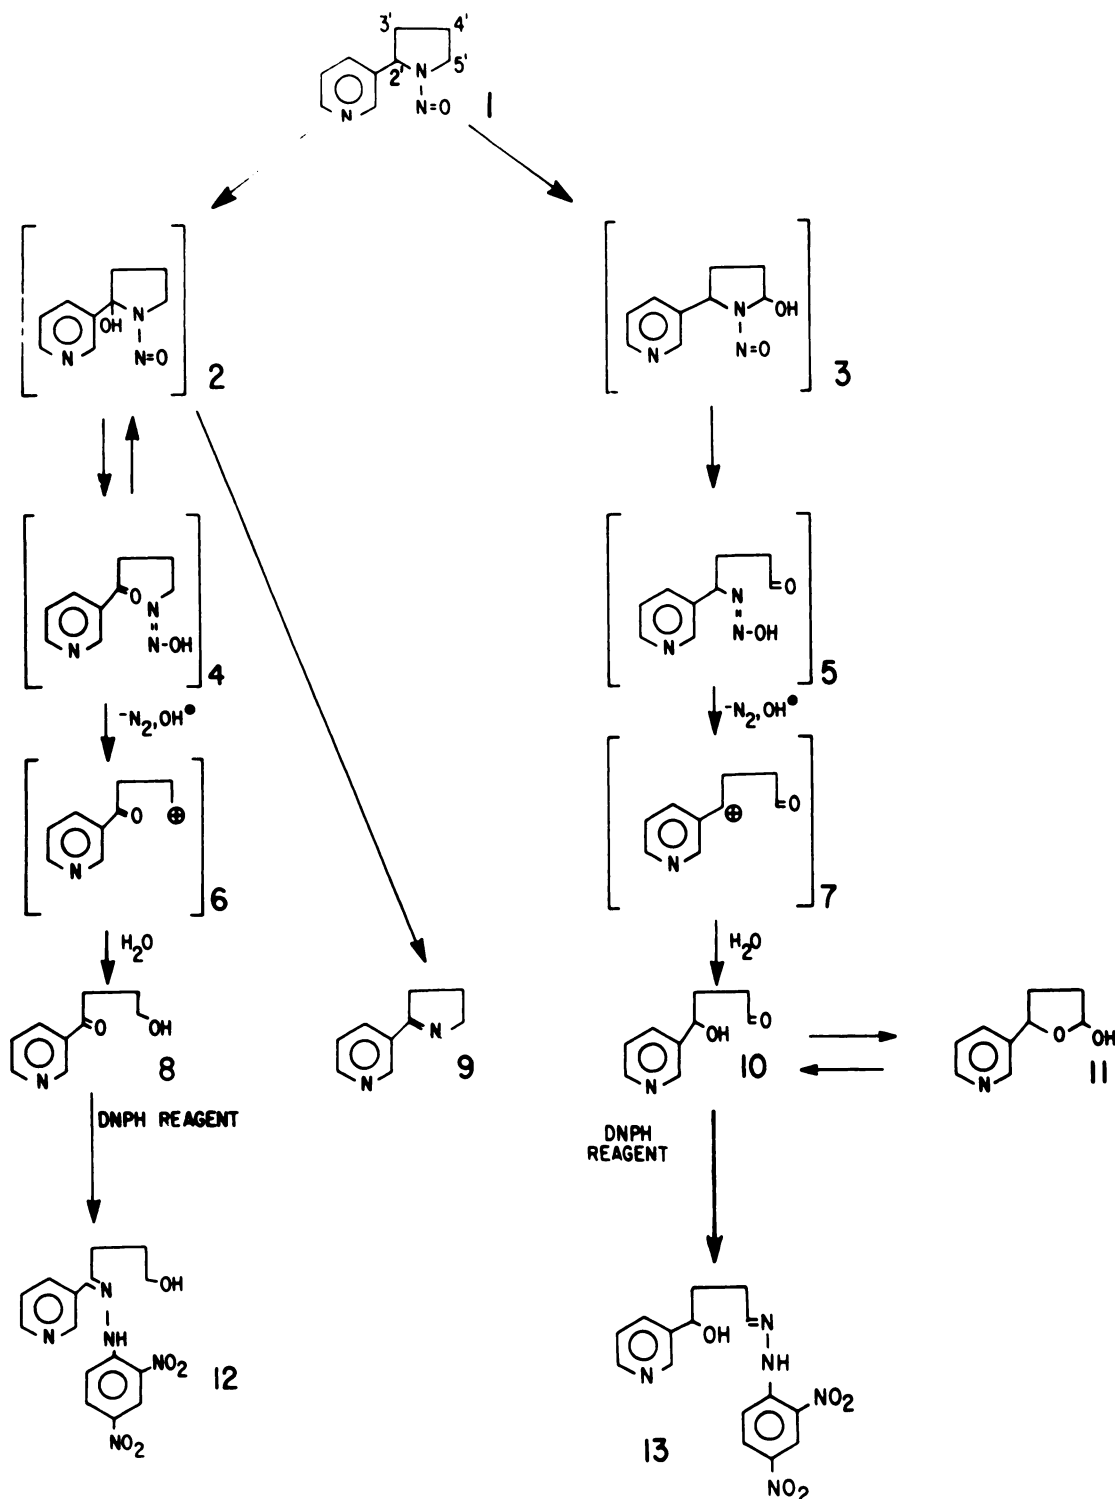 3' 4'
2' N 5'
N=O
N
1
OH N
N=O
N
2
N OH
N=O
N
3
O N
N-OH
N
4
N =O
N-OH
N
5
-N2, OH⊖
-N2, OH⊖
O ⊕
N
6
⊕ =O
N
7
H2O
H2O
O OH
N
8
N
N
9
OH =O
N
10
O OH
N
11
DNPH REAGENT
DNPH
REAGENT
N OH
N
NH
NO2
NO2
12
OH =N
N
NH
NO2
NO2
13